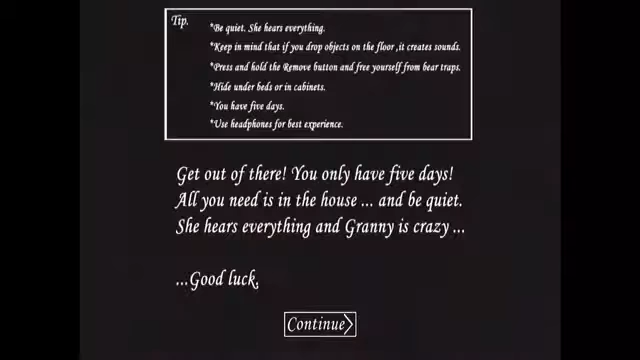 Tip.
*Be quiet. She hears everything.
*Keep in mind that if you drop objects on the floor ,it creates sounds.
*Press and hold the Remove button and free yourself from bear traps.
*Hide under beds or in cabinets.
*You have five days.
*Use headphones for best experience.
Get out of there! You only have five days!
All you need is in the house ... and be quiet.
She hears everything and Granny is crazy ...
...Good luck.
Continue>